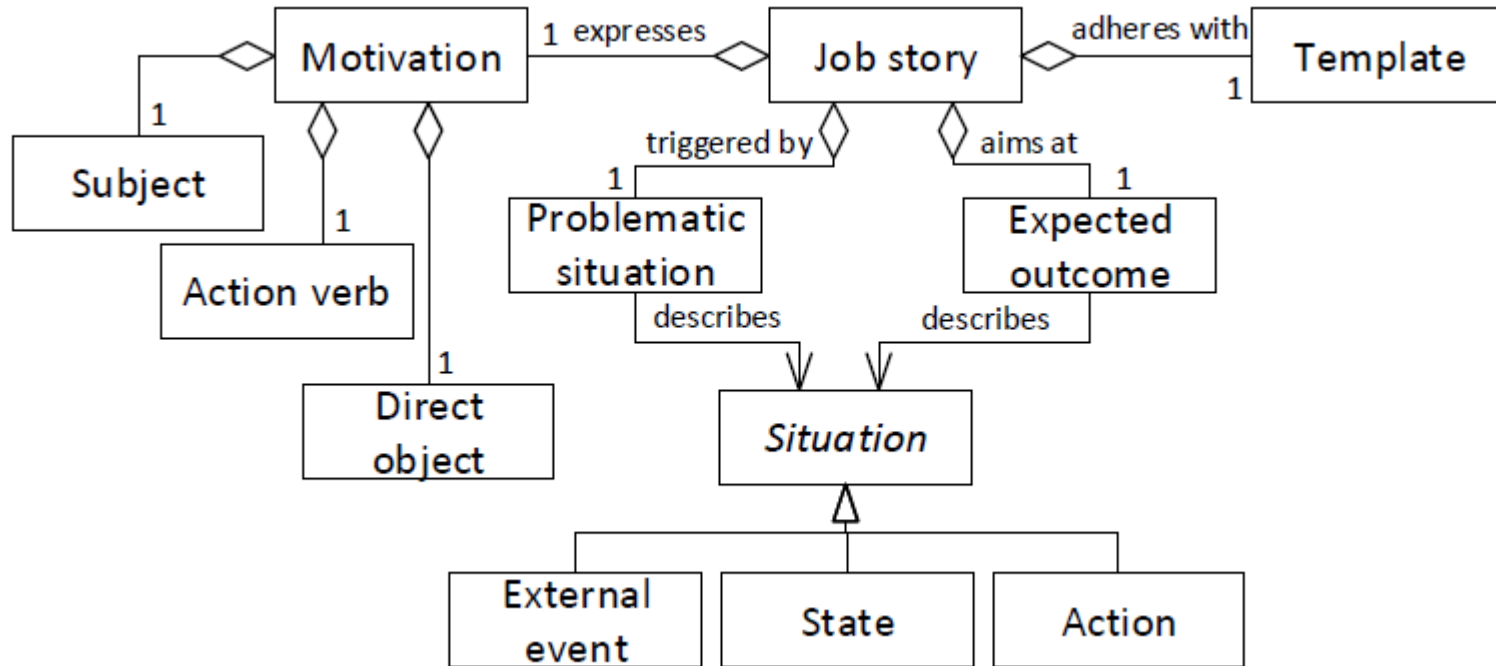 Motivation
1 expresses
Job story
adheres with
1
Template
1
Subject
triggered by
aims at
1
Problematic
situation
1
Expected
outcome
1
Action verb
describes
describes
1
Direct
object
Situation
External
event
State
Action